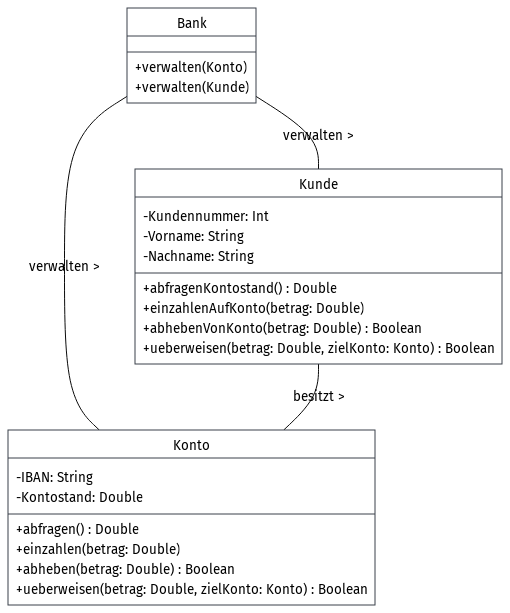 Bank
+verwalten(Konto)
+verwalten(Kunde)
verwalten >
Kunde
-Kundennummer: Int
-Vorname: String
-Nachname: String
verwalten >
+abfragenKontostand() : Double
+einzahlenAufKonto(betrag: Double)
+abhebenVonKonto(betrag: Double) : Boolean
+ueberweisen(betrag: Double, zielKonto: Konto) : Boolean
besitzt >
Konto
-IBAN: String
-Kontostand: Double
+abfragen() : Double
+einzahlen(betrag: Double)
+abheben(betrag: Double) : Boolean
+ueberweisen(betrag: Double, zielKonto: Konto) : Boolean